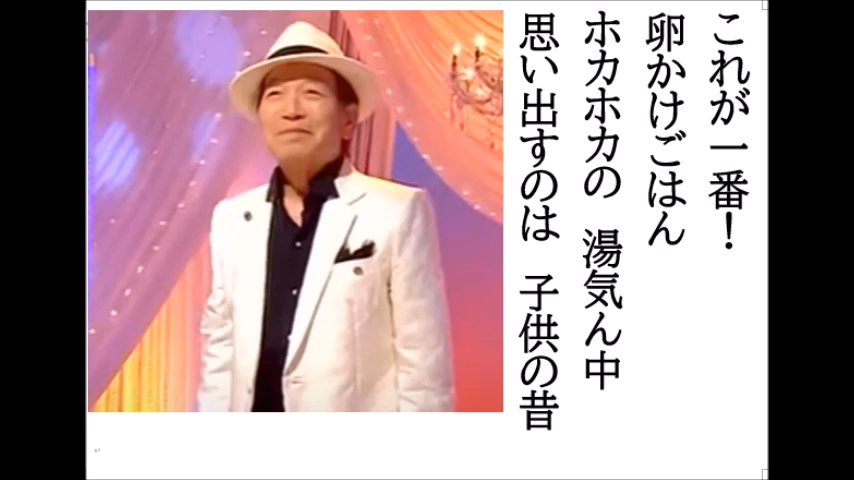 これが一番！
卵かけごはん
ホカホカの　湯気ん中
思い出すのは　子供の昔